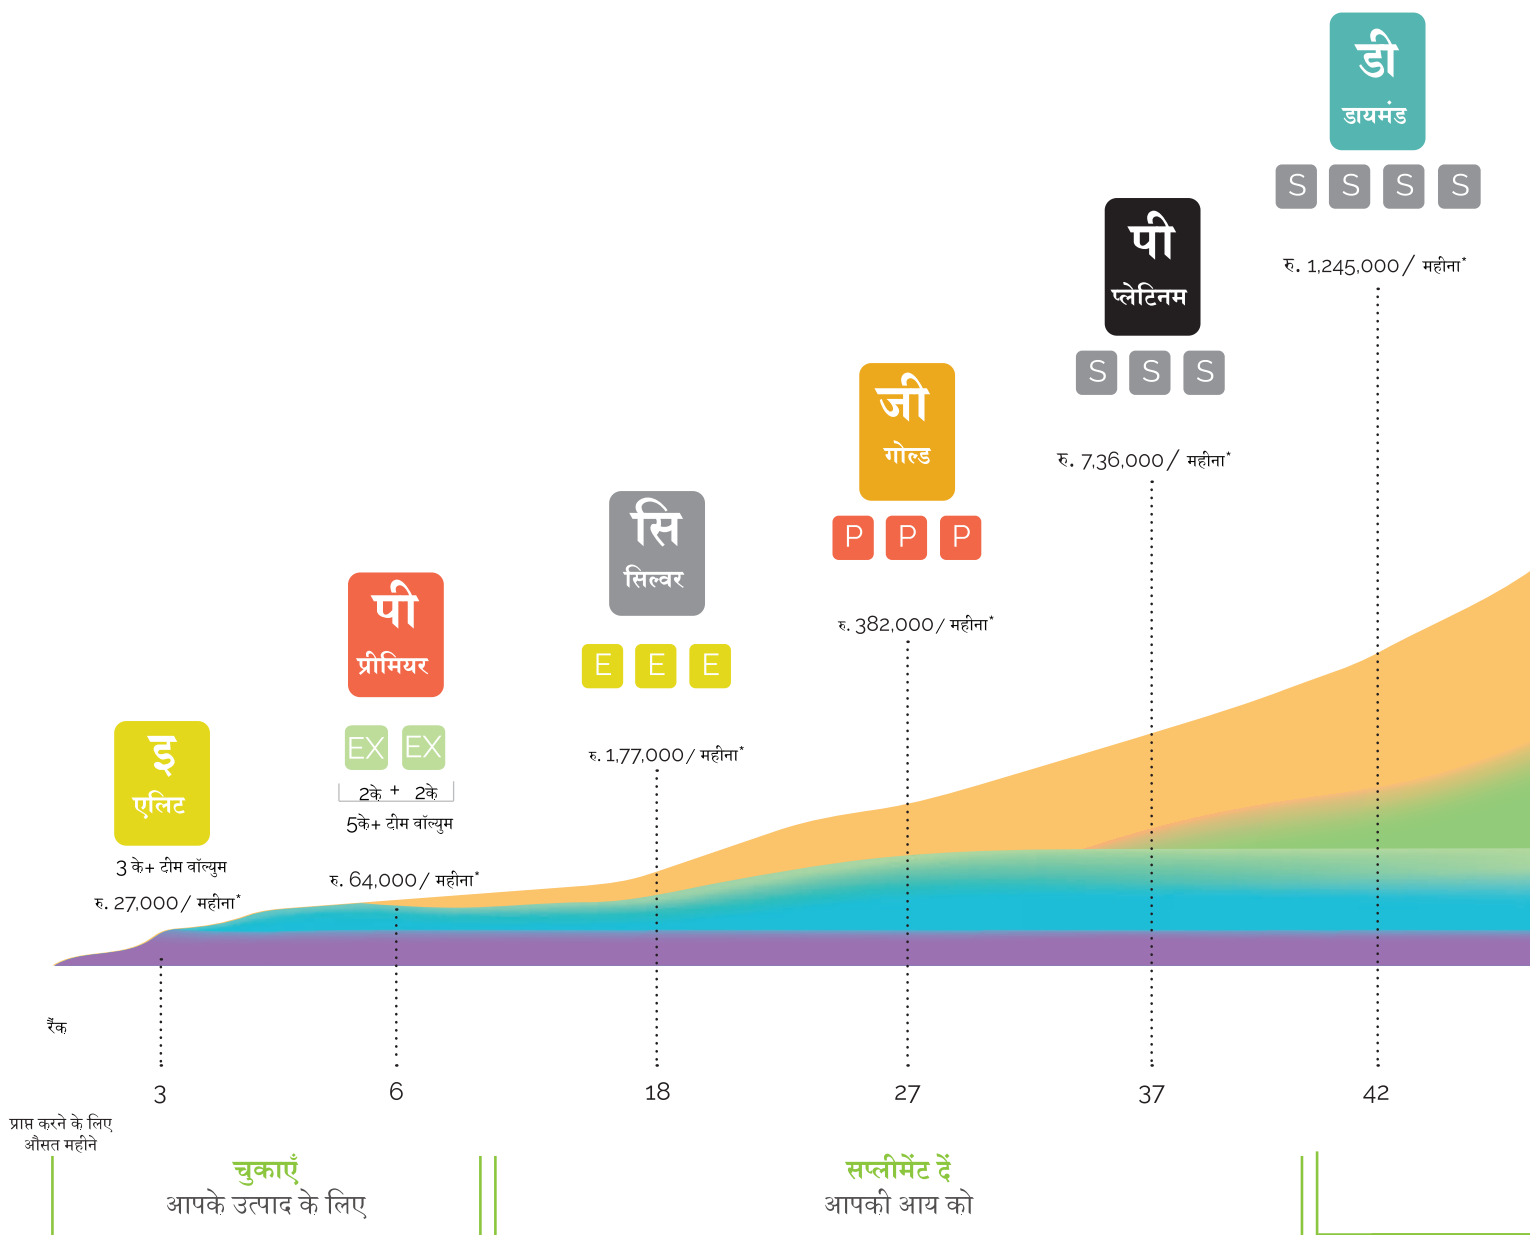 डी
डायमंड
S S S S
रु. 1,245,000 / महीना*
पी
प्लेटिनम
S S S
रु. 7,36,000 / महीना*
जी
गोल्ड
P P P
रु. 382,000 / महीना*
सि
सिल्वर
E E E
रु. 1,77,000 / महीना*
पी
प्रीमियर
EX EX
2के + 2के
5के+ टीम वॉल्युम
रु. 64,000 / महीना*
इ
एलिट
3 के+ टीम वॉल्युम
रु. 27,000 / महीना*
रैंक
3 6 18 27 37 42
प्राप्त करने के लिए
औसत महीने
चुकाएँ
आपके उत्पाद के लिए
सप्लीमेंट दें
आपकी आय को